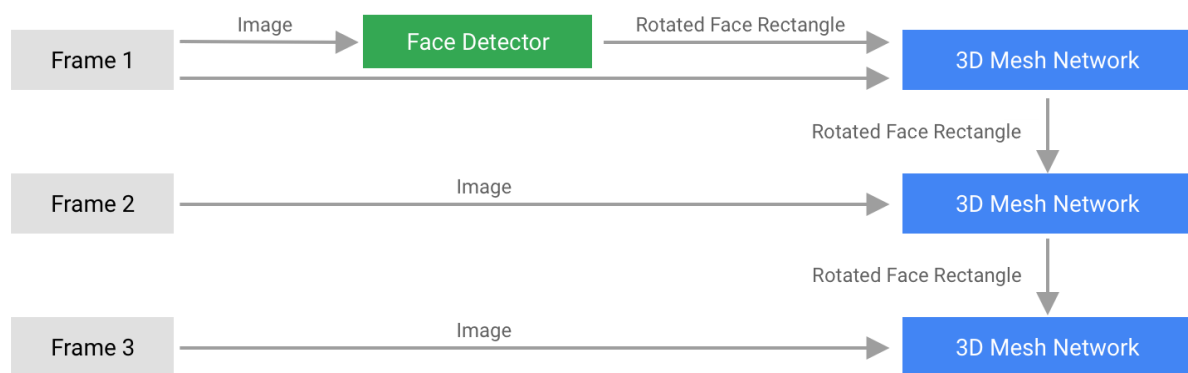 Image
Rotated Face Rectangle
Frame 1
Face Detector
3D Mesh Network
Rotated Face Rectangle
Image
Frame 2
3D Mesh Network
Rotated Face Rectangle
Image
Frame 3
3D Mesh Network